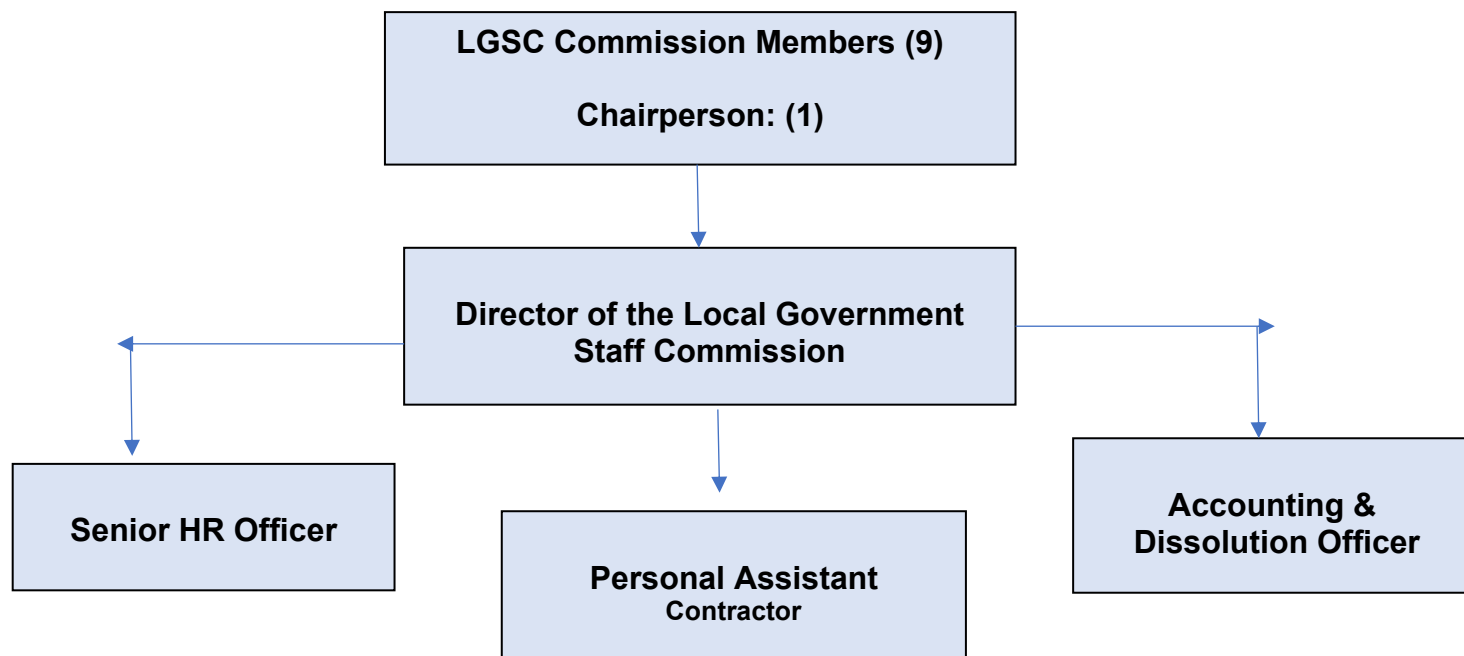 LGSC Commission Members (9)
Chairperson: (1)
Director of the Local Government
Staff Commission
Senior HR Officer
Personal Assistant
Contractor
Accounting &
Dissolution Officer